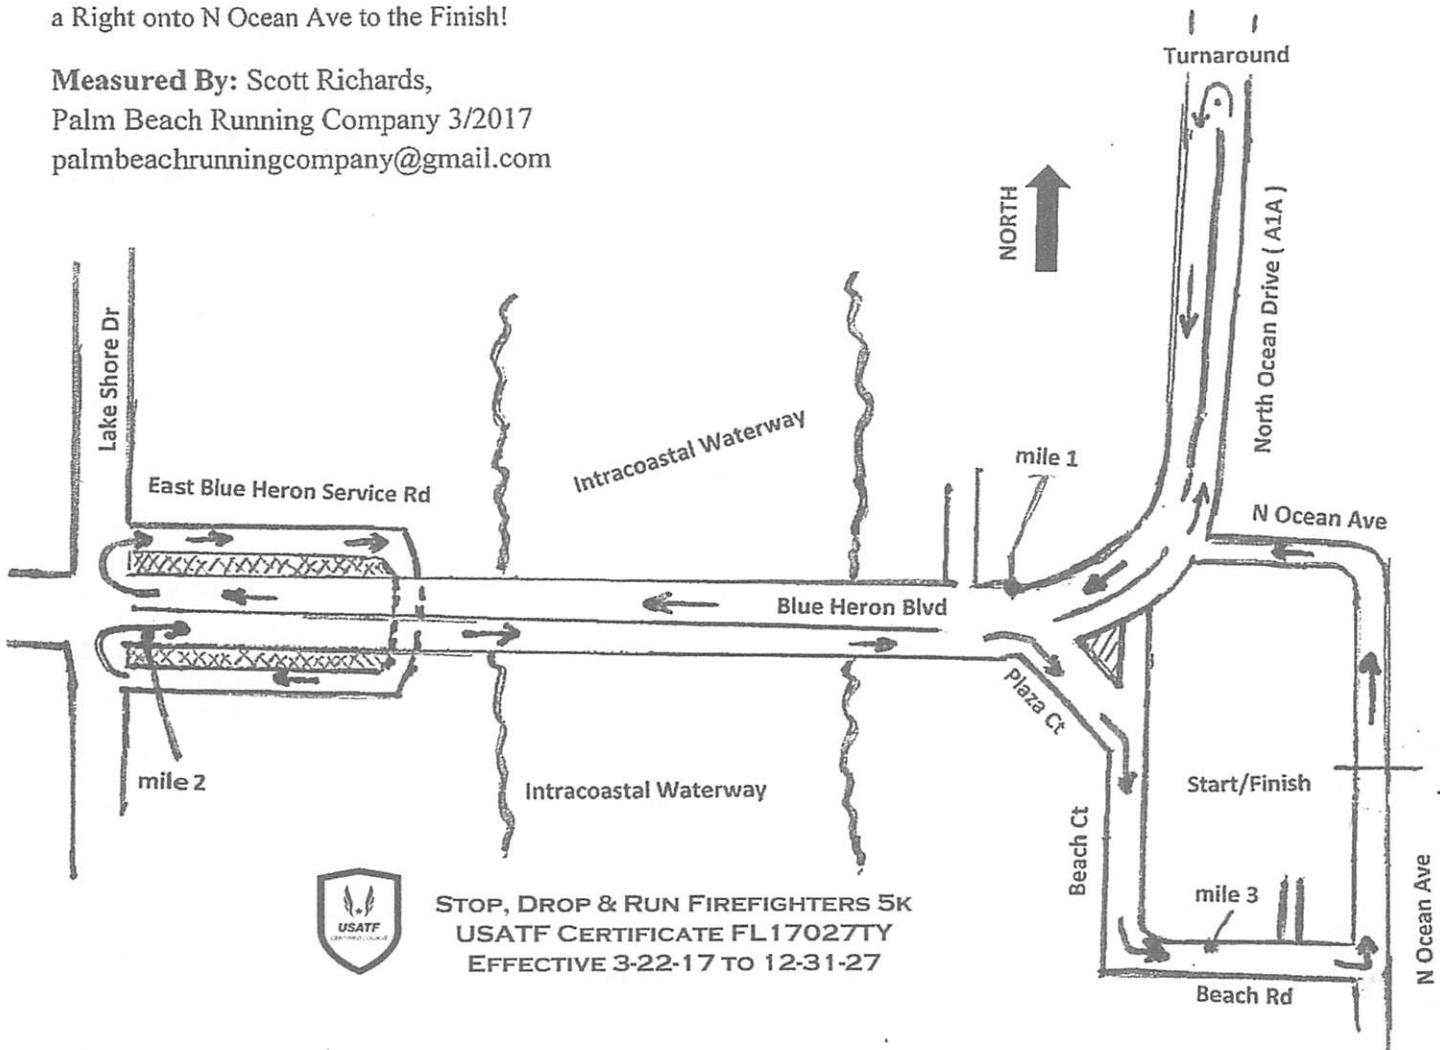 a Right onto N Ocean Ave to the Finish!
Measured By: Scott Richards,
Palm Beach Running Company 3/2017
palmbeachrunningcompany@gmail.com
Turnaround
NORTH
North Ocean Drive ( A1A )
Lake Shore Dr
Intracoastal Waterway
mile 1
East Blue Heron Service Rd
N Ocean Ave
Blue Heron Blvd
Plaza Ct
mile 2
Intracoastal Waterway
Start/Finish
Beach Ct
mile 3
N Ocean Ave
Beach Rd
USATF
STOP, DROP & RUN FIREFIGHTERS 5K
USATF CERTIFICATE FL17027TY
EFFECTIVE 3-22-17 TO 12-31-27